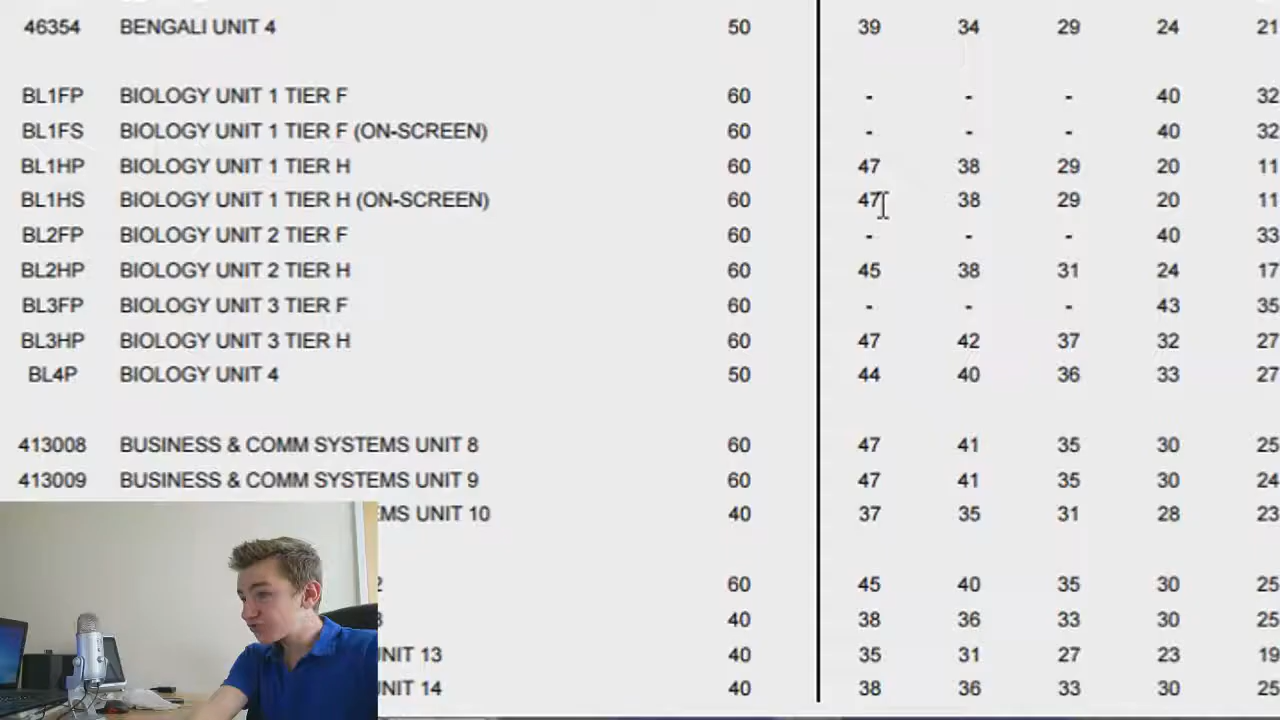 46354 BENGALI UNIT 4 50 39 34 29 24 21
BL1FP BIOLOGY UNIT 1 TIER F 60 - - - 40 32
BL1FS BIOLOGY UNIT 1 TIER F (ON-SCREEN) 60 - - - 40 32
BL1HP BIOLOGY UNIT 1 TIER H 60 47 38 29 20 11
BL1HS BIOLOGY UNIT 1 TIER H (ON-SCREEN) 60 47 38 29 20 11
BL2FP BIOLOGY UNIT 2 TIER F 60 - - - 40 33
BL2HP BIOLOGY UNIT 2 TIER H 60 45 38 31 24 17
BL3FP BIOLOGY UNIT 3 TIER F 60 - - - 43 35
BL3HP BIOLOGY UNIT 3 TIER H 60 47 42 37 32 27
BL4P BIOLOGY UNIT 4 50 44 40 36 33 27
413008 BUSINESS & COMM SYSTEMS UNIT 8 60 47 41 35 30 25
413009 BUSINESS & COMM SYSTEMS UNIT 9 60 47 41 35 30 24
EMS UNIT 10 40 37 35 31 28 23
2 60 45 40 35 30 25
3 40 38 36 33 30 25
UNIT 13 40 35 31 27 23 19
UNIT 14 40 38 36 33 30 25